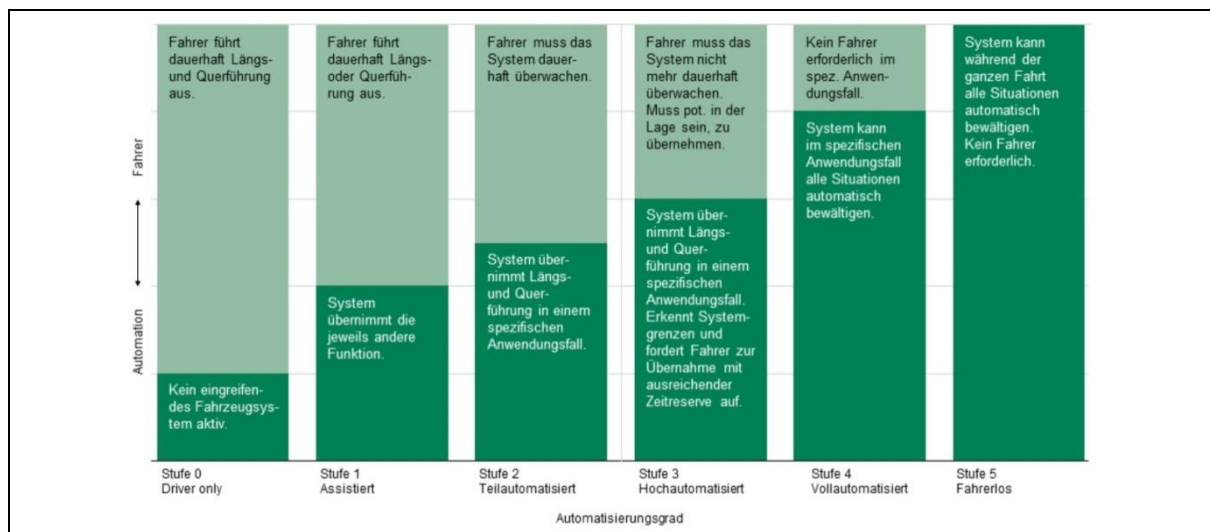 Fahrer führt
dauerhaft Längs-
und Querführung
aus.
Kein eingreifen-
des Fahrzeugsys-
tem aktiv.
Fahrer führt
dauerhaft Längs-
oder Querfüh-
rung aus.
System
übernimmt die
jeweils andere
Funktion.
Fahrer muss das
System dauer-
haft überwachen.
System über-
nimmt Längs-
und Quer-
führung in einem
spezifischen
Anwendungsfall.
Fahrer muss das
System nicht
mehr dauerhaft
überwachen.
Muss pot. in der
Lage sein, zu
übernehmen.
System über-
nimmt Längs-
und Quer-
führung in einem
spezifischen
Anwendungsfall.
Erkennt System-
grenzen und
fordert Fahrer zur
Übernahme mit
ausreichender
Zeitreserve auf.
Kein Fahrer
erforderlich im
spez. Anwen-
dungsfall.
System kann
im spezifischen
Anwendungsfall
alle Situationen
automatisch
bewältigen.
System kann
während der
ganzen Fahrt
alle Situationen
automatisch
bewältigen.
Kein Fahrer
erforderlich.
Fahrer
Automation
Stufe 0
Driver only
Stufe 1
Assistiert
Stufe 2
Teilautomatisiert
Stufe 3
Hochautomatisiert
Stufe 4
Vollautomatisiert
Stufe 5
Fahrerlos
Automatisierungsgrad